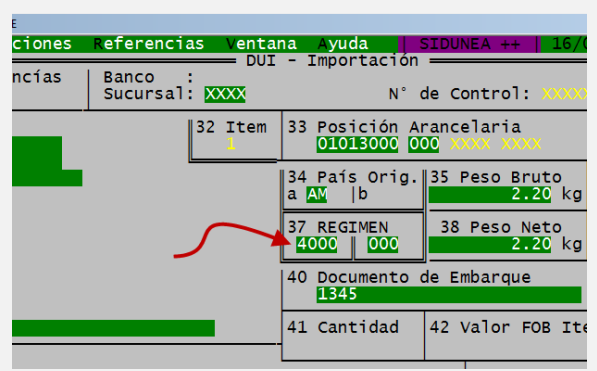 E
ciones Referencias Ventana Ayuda SIDUNEA ++ 16/0
DUI - Importación
ncías Banco :
Sucursal: XXXX N° de Control: XXXXX
32 Item 33 Posición Arancelaria
1 01013000 000 XXXX XXXX
34 País Orig. 35 Peso Bruto
a AM |b 2.20 kg
37 REGIMEN 38 Peso Neto
4000 000 2.20 kg
40 Documento de Embarque
1345
41 Cantidad 42 Valor FOB Ite